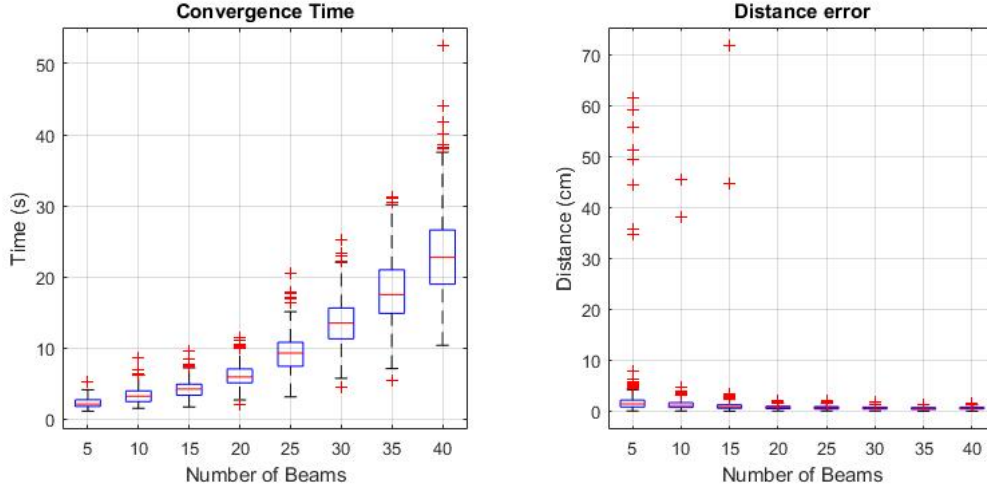 Convergence Time
50
40
30
20
10
0
Time (s)
5 10 15 20 25 30 35 40
Number of Beams
Distance error
70
60
50
40
30
20
10
0
Distance (cm)
5 10 15 20 25 30 35 40
Number of Beams